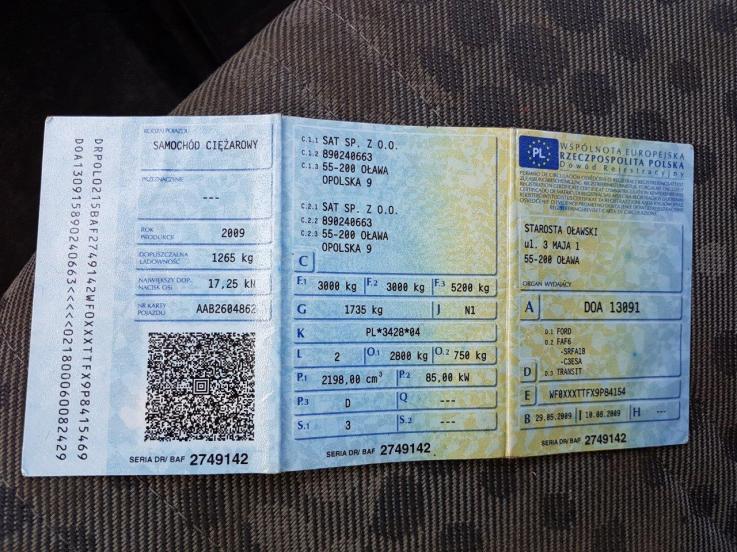 DRPOL0215BAF2749142WF0XXXTTFX9P8415469
DOA1309158902​40663<<<<0218000600​82429
RODZAJ POJAZDU
SAMOCHÓD CIĘŻAROWY
PRZEZNACZENIE
---
ROK PRODUKCJI 2009
DOPUSZCZALNA ŁADOWNOŚĆ 1265 kg
NAJWIĘKSZY DOP. NACISK OSI 17,25 kN
NR KARTY POJAZDU AAB2604862
SERIA DR/ BAF 2749142
C.1.1 SAT SP. Z O.O.
C.1.2 890240663
C.1.3 55-200 OŁAWA
OPOLSKA 9
C.2.1 SAT SP. Z O.O.
C.2.2 890240663
C.2.3 55-200 OŁAWA
OPOLSKA 9
C
F.1 3000 kg F.2 3000 kg F.3 5200 kg
G 1735 kg J N1
K PL*3428*04
L 2 O.1 2800 kg O.2 750 kg
P.1 2198,00 cm³ P.2 85,00 kW
P.3 D Q ---
S.1 3 S.2 ---
SERIA DR/ BAF 2749142
PL
WSPÓLNOTA EUROPEJSKA
RZECZPOSPOLITA POLSKA
Dowód Rejestracyjny
STAROSTA OŁAWSKI
ul. 3 MAJA 1
55-200 OŁAWA
ORGAN WYDAJĄCY
A DOA 13091
D.1 FORD
D.2 FAF6
-SRFA1B
-C3ESA
D D.3 TRANSIT
E WF0XXXTTFX9P84154
B 29.05.2009 I 10.08.2009 H ---
SERIA DR/ BAF 2749142